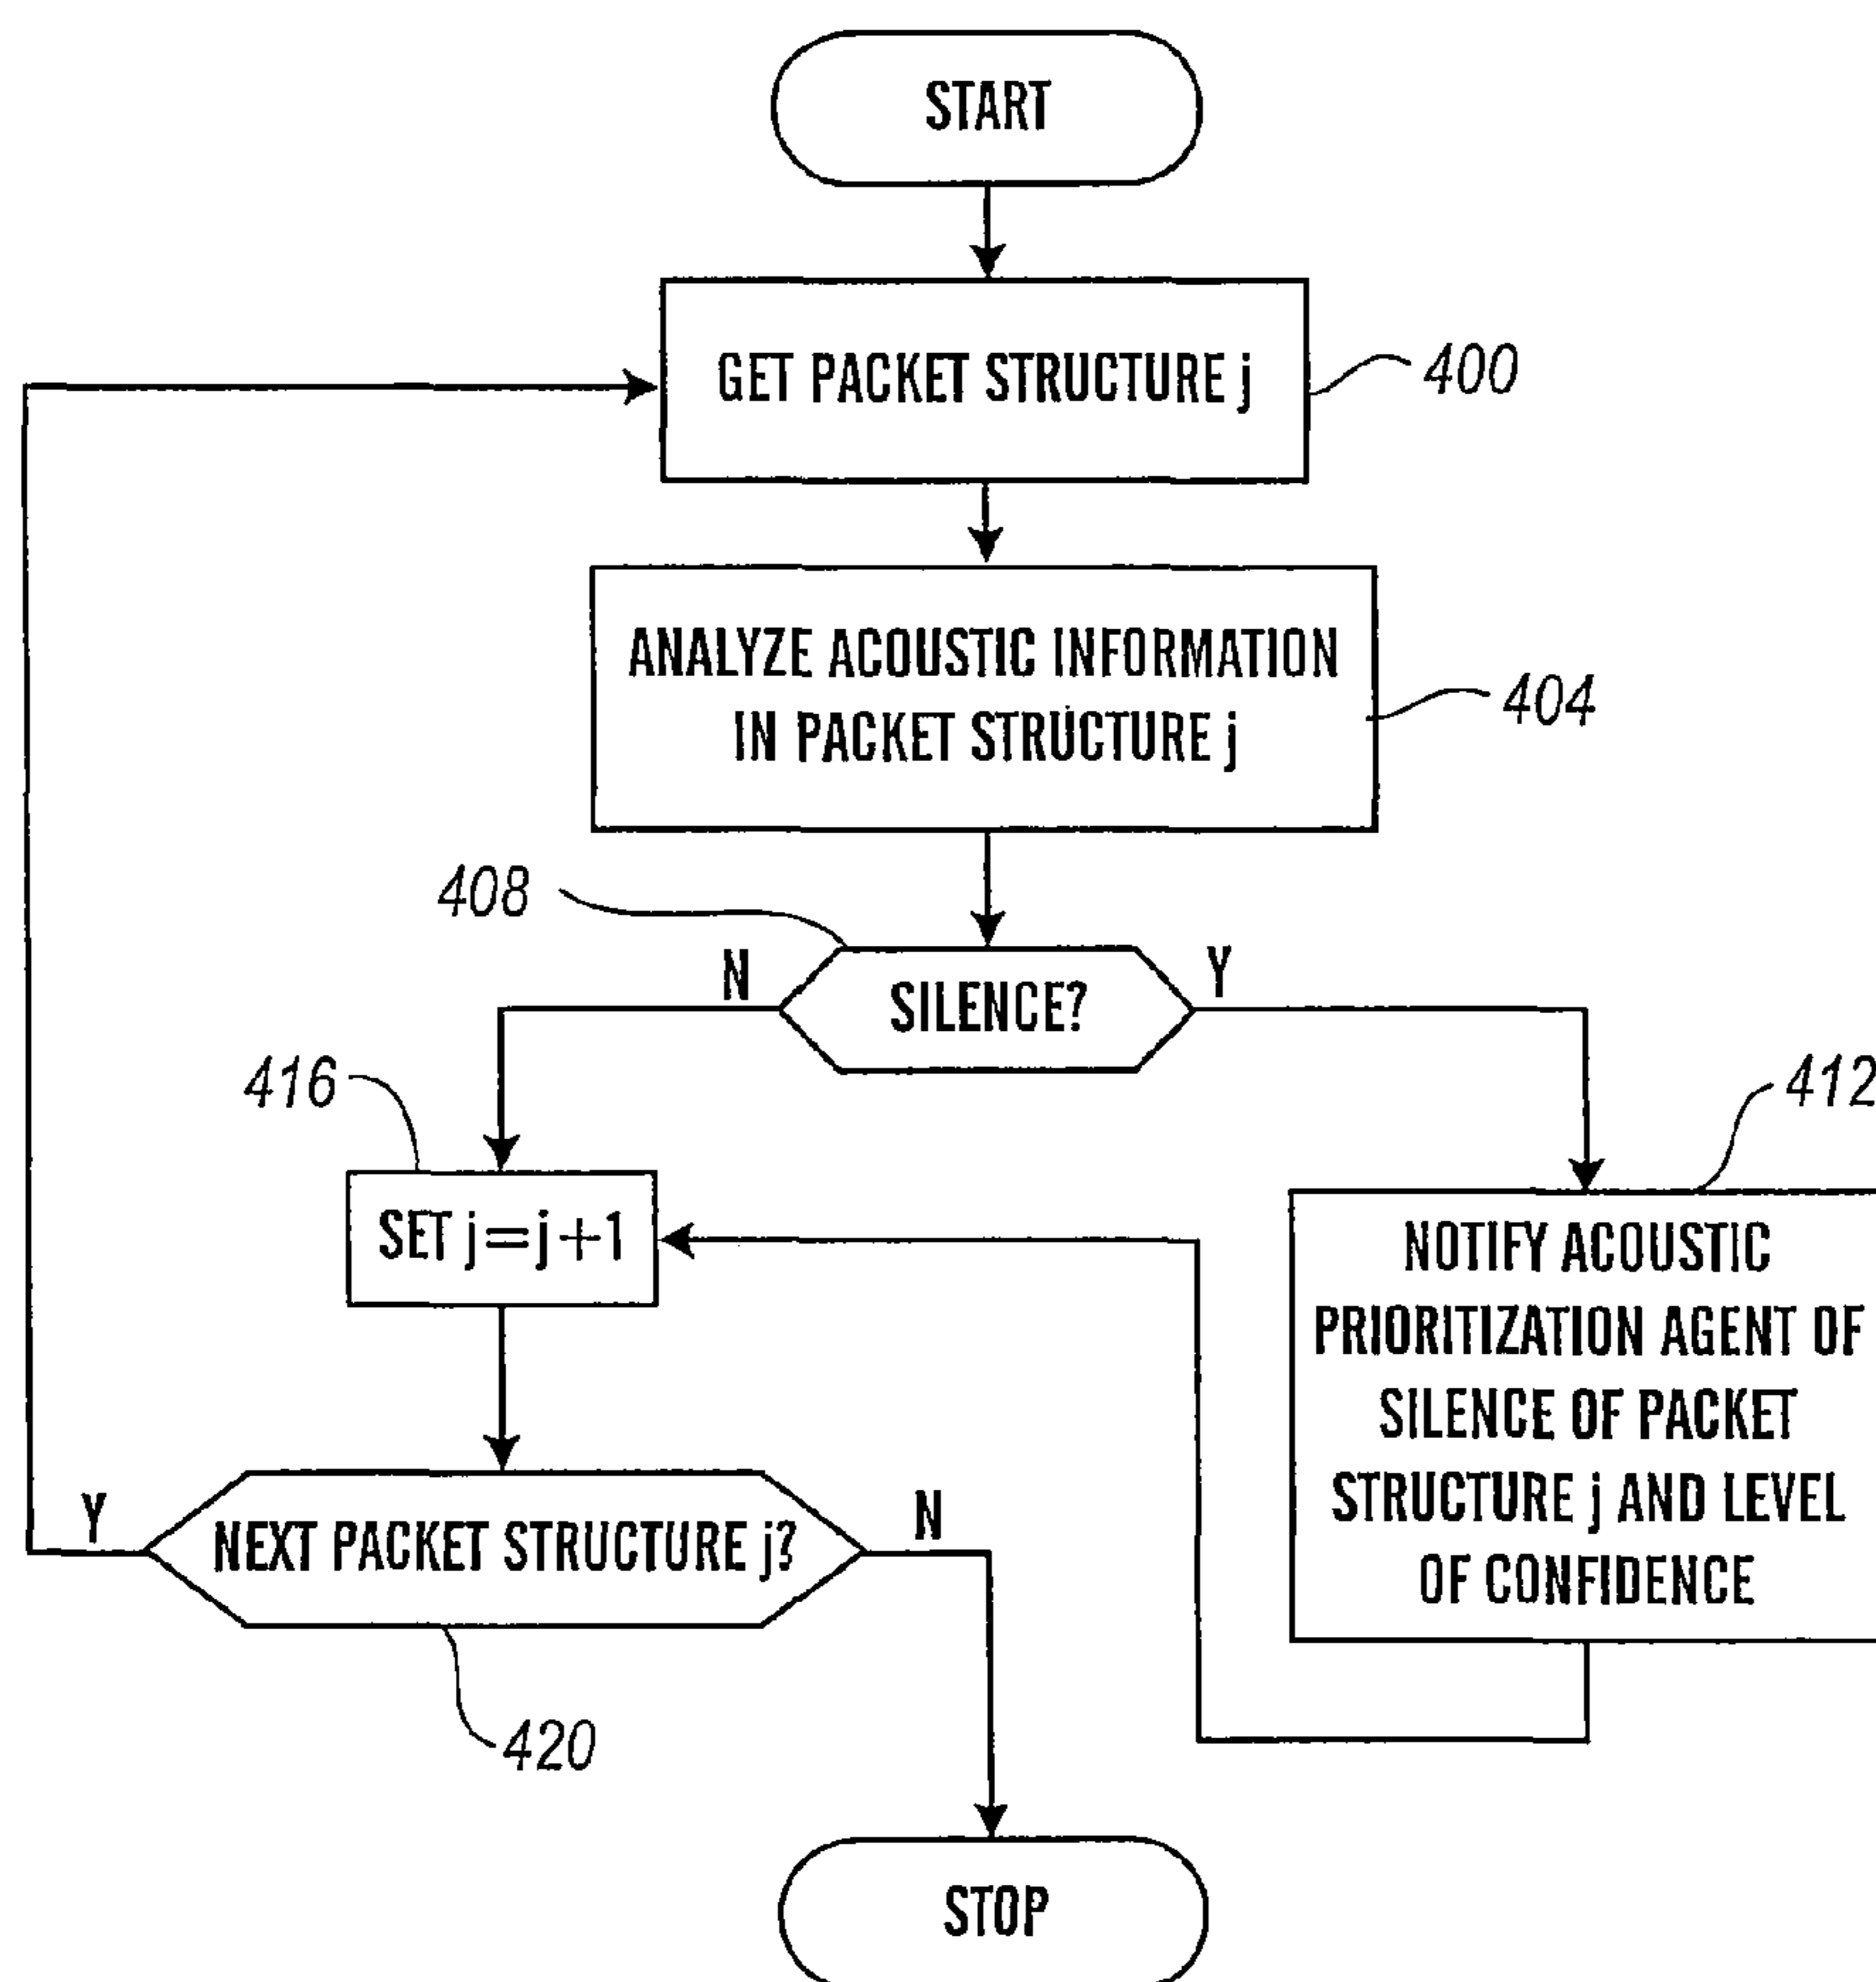 START
GET PACKET STRUCTURE j
400
ANALYZE ACOUSTIC INFORMATION
IN PACKET STRUCTURE j
404
408
N
SILENCE?
Y
416
412
SET j=j+1
NOTIFY ACOUSTIC
PRIORITIZATION AGENT OF
SILENCE OF PACKET
STRUCTURE j AND LEVEL
OF CONFIDENCE
Y
NEXT PACKET STRUCTURE j?
N
420
STOP